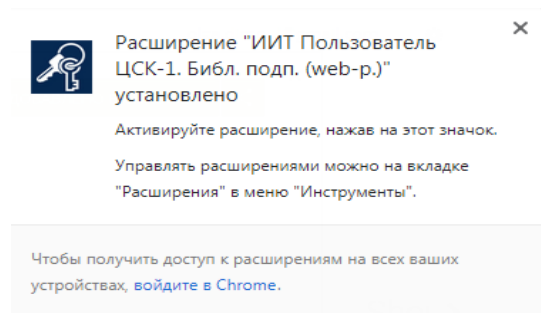 Расширение "ИИТ Пользователь
ЦСК-1. Библ. подп. (web-р.)"
установлено
Активируйте расширение, нажав на этот значок.
Управлять расширениями можно на вкладке
"Расширения" в меню "Инструменты".
Чтобы получить доступ к расширениям на всех ваших
устройствах, войдите в Chrome.